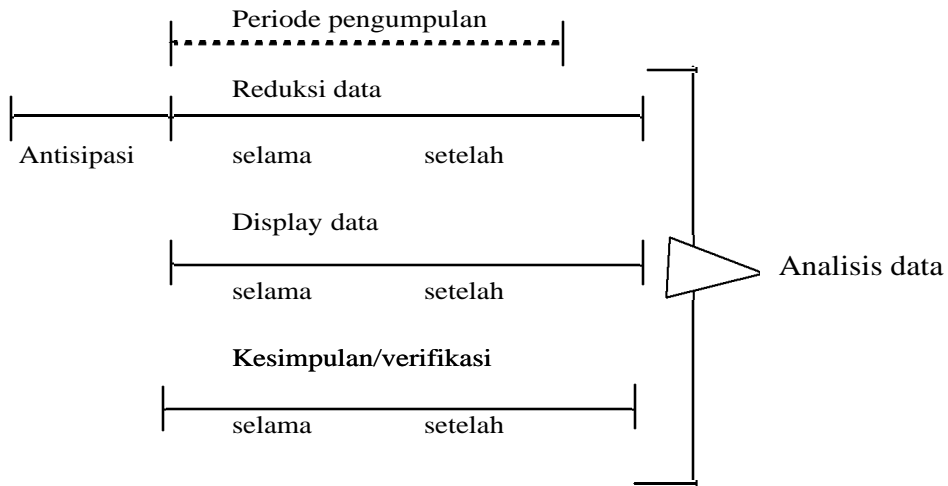 Periode pengumpulan
Reduksi data
Antisipasi selama setelah
Display data
selama setelah
Analisis data
Kesimpulan/verifikasi
selama setelah